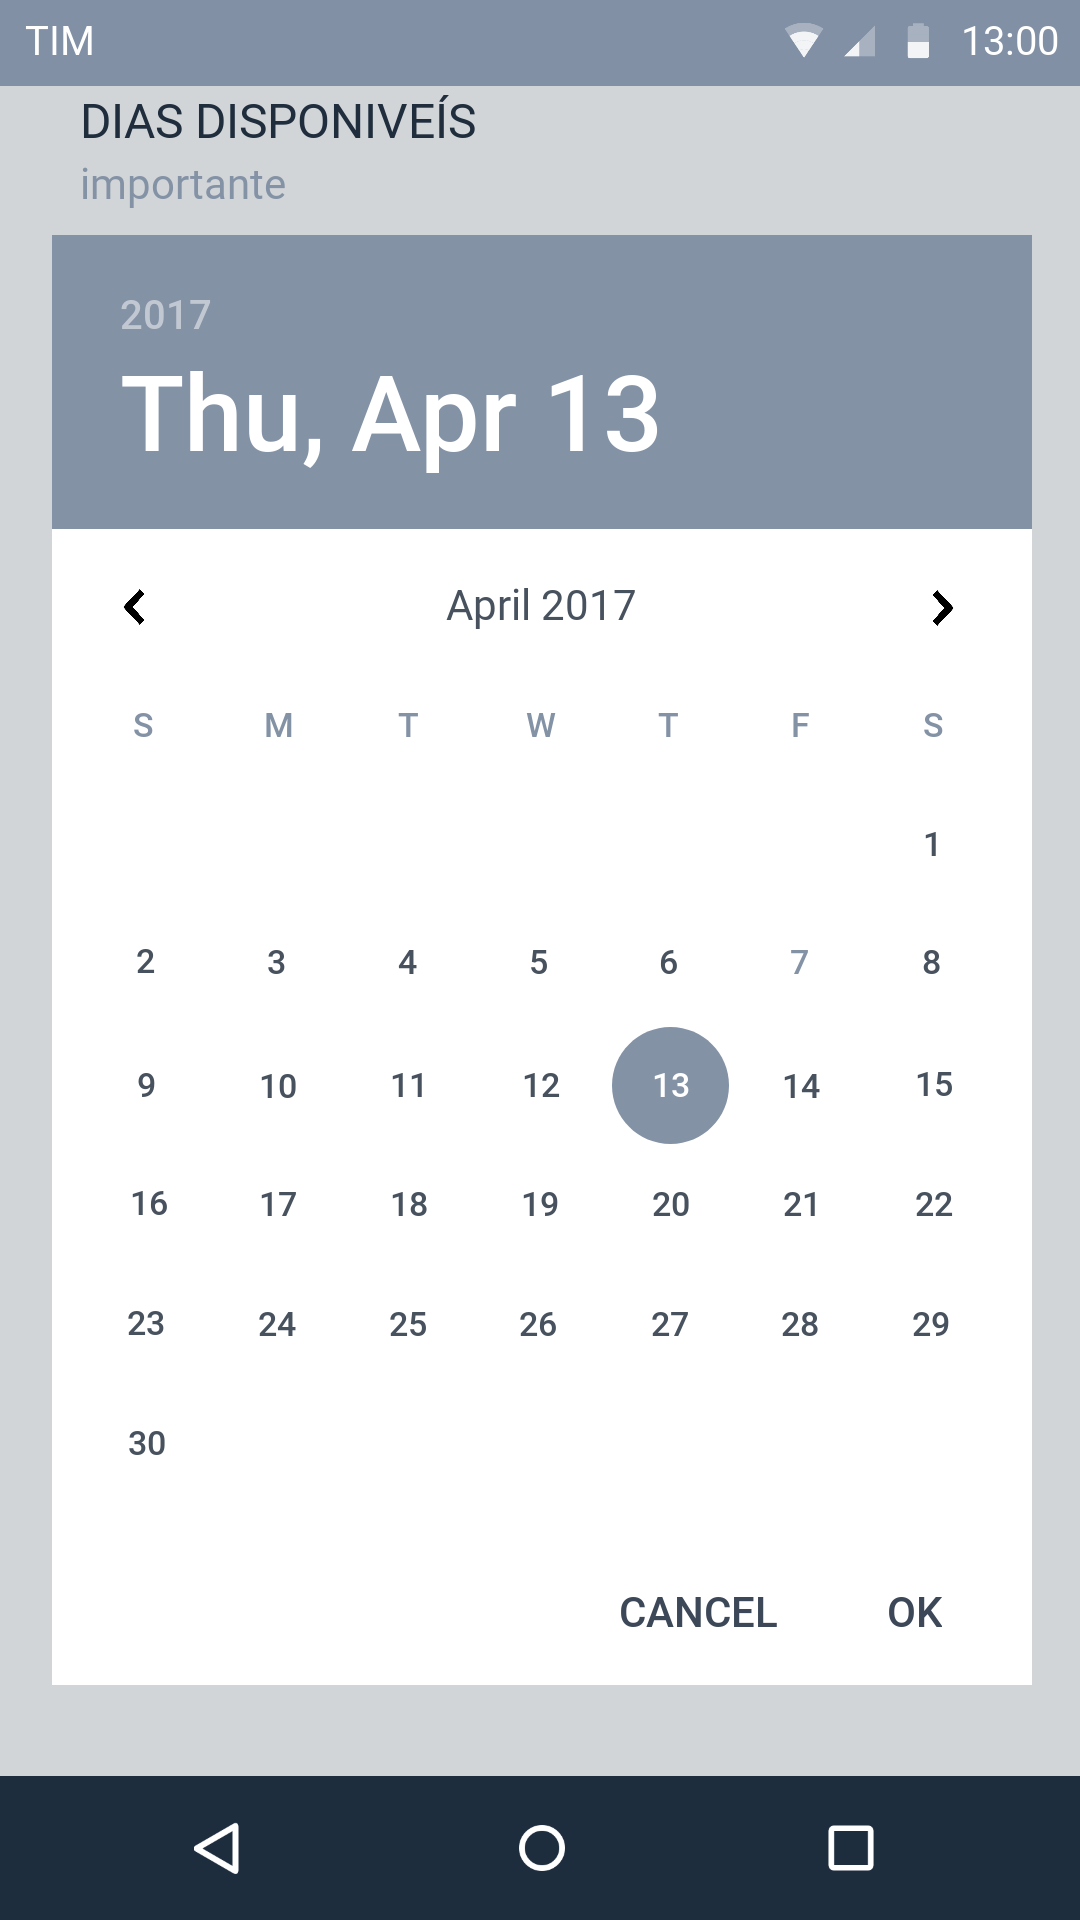 TIM 13:00
DIAS DISPONIVEÍS
importante
2017
Thu, Apr 13
April 2017
S M T W T F S
1
2 3 4 5 6 7 8
9 10 11 12 13 14 15
16 17 18 19 20 21 22
23 24 25 26 27 28 29
30
CANCEL OK